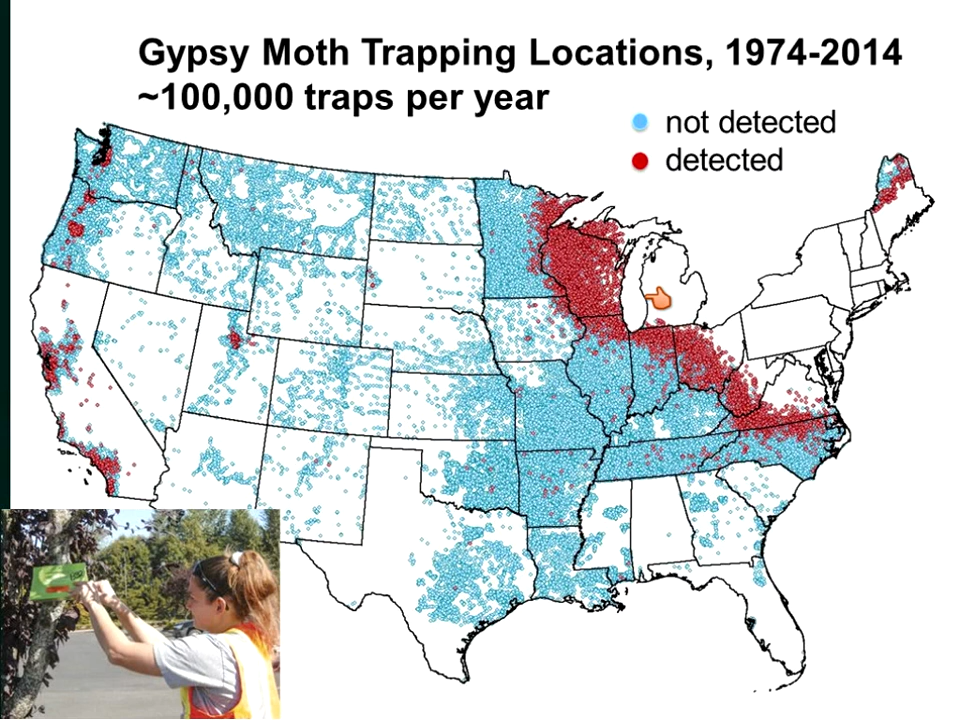 Gypsy Moth Trapping Locations, 1974-2014
~100,000 traps per year
not detected
detected